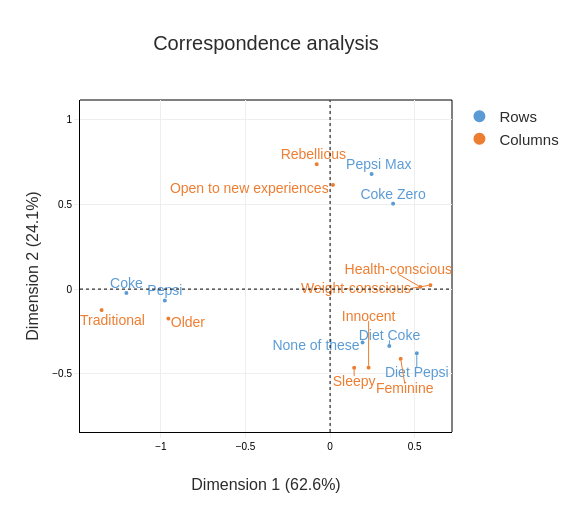 Correspondence analysis
Rows
Columns
1
Rebellious
Pepsi Max
Open to new experiences
Coke Zero
0.5
Dimension 2 (24.1%)
Health-conscious
Coke
Pepsi
Weight-conscious
0
Traditional
Older
Innocent
None of these
Diet Coke
−0.5
Diet Pepsi
Sleepy
Feminine
−1
−0.5
0
0.5
Dimension 1 (62.6%)